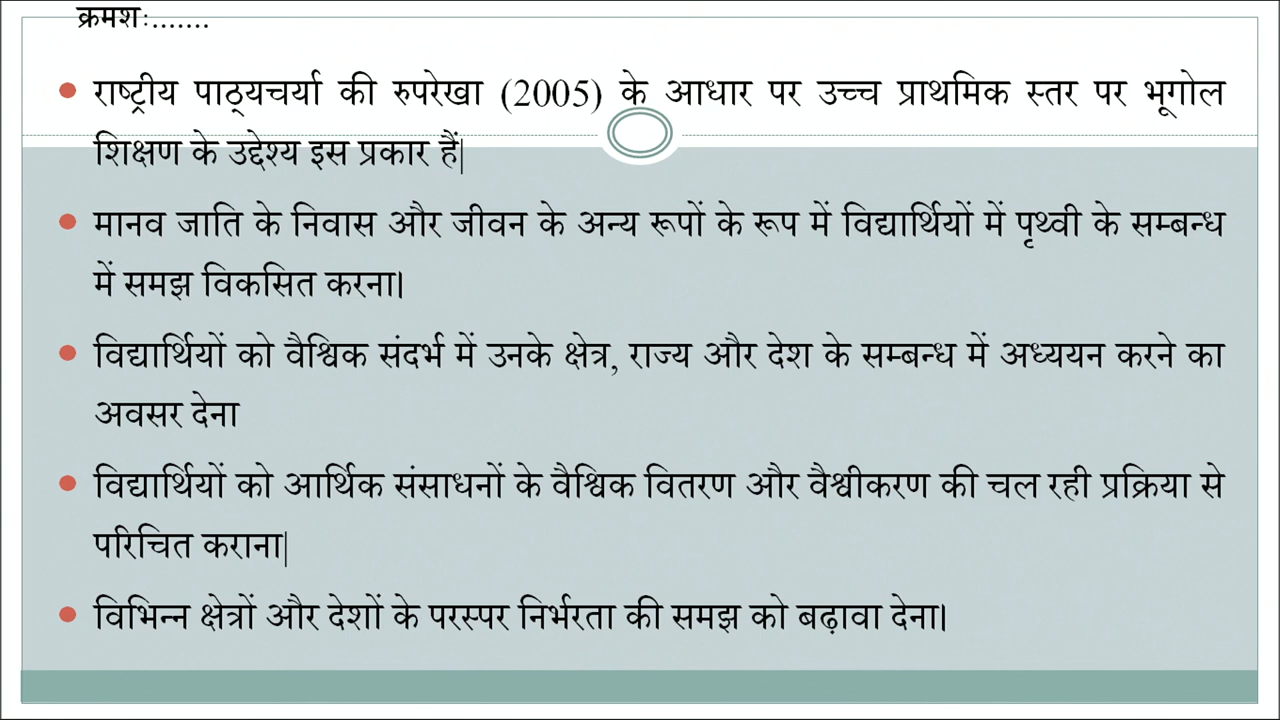 क्रमशः.......
राष्ट्रीय पाठ्यचर्या की रुपरेखा (2005) के आधार पर उच्च प्राथमिक स्तर पर भूगोल
शिक्षण के उद्देश्य इस प्रकार हैं|
मानव जाति के निवास और जीवन के अन्य रूपों के रूप में विद्यार्थियों में पृथ्वी के सम्बन्ध
में समझ विकसित करना।
विद्यार्थियों को वैश्विक संदर्भ में उनके क्षेत्र, राज्य और देश के सम्बन्ध में अध्ययन करने का
अवसर देना
विद्यार्थियों को आर्थिक संसाधनों के वैश्विक वितरण और वैश्वीकरण की चल रही प्रक्रिया से
परिचित कराना|
विभिन्न क्षेत्रों और देशों के परस्पर निर्भरता की समझ को बढ़ावा देना।